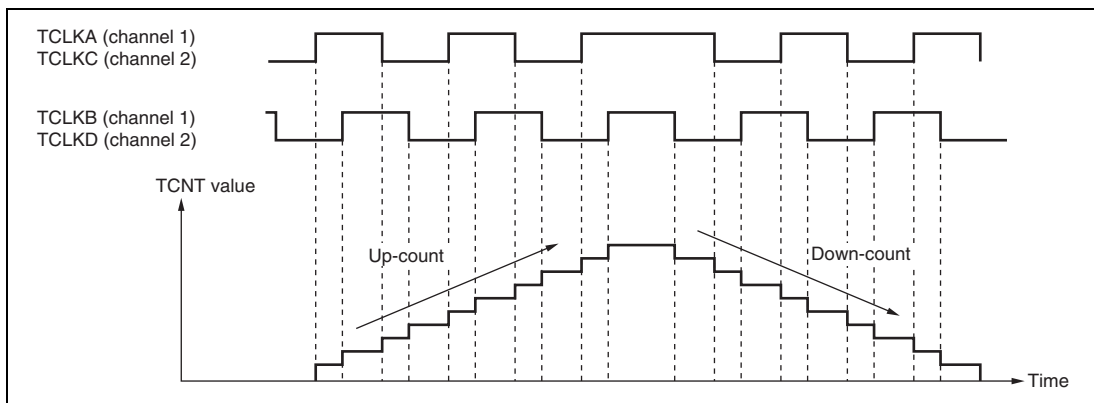 TCLKA (channel 1)
TCLKC (channel 2)
TCLKB (channel 1)
TCLKD (channel 2)
TCNT value
Up-count
Down-count
Time